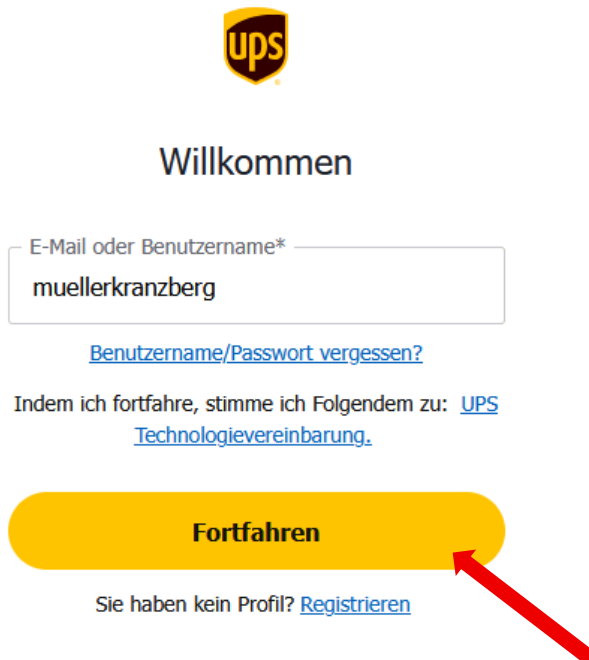 ups
Willkommen
E-Mail oder Benutzername*
muellerkranzberg
Benutzername/Passwort vergessen?
Indem ich fortfahre, stimme ich Folgendem zu: UPS
Technologievereinbarung.
Fortfahren
Sie haben kein Profil? Registrieren